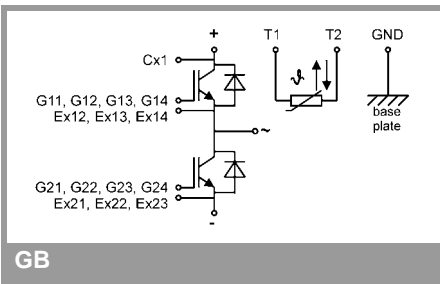 + T1 T2 GND
Cx1
ϑ
G11, G12, G13, G14
Ex12, Ex13, Ex14
base
plate
~
G21, G22, G23, G24
Ex21, Ex22, Ex23
-
GB